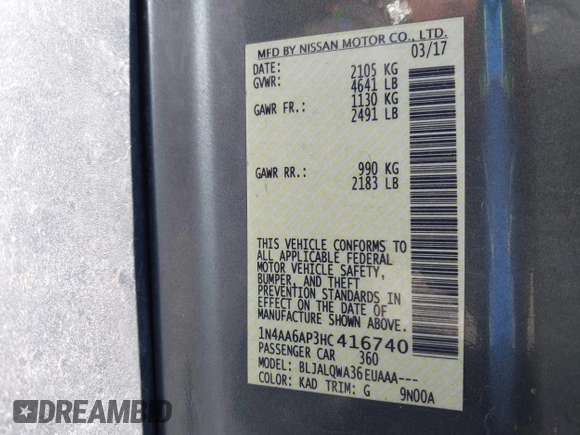 MFD BY NISSAN MOTOR CO., LTD.
DATE: 03/17
GVWR: 2105 KG
4641 LB
GAWR FR.: 1130 KG
2491 LB
GAWR RR.: 990 KG
2183 LB
THIS VEHICLE CONFORMS TO
ALL APPLICABLE FEDERAL
MOTOR VEHICLE SAFETY,
BUMPER, AND THEFT
PREVENTION STANDARDS IN
EFFECT ON THE DATE OF
MANUFACTURE SHOWN ABOVE.
1N4AA6AP3HC416740
PASSENGER CAR 360
MODEL: BLJALQWA36EUAAA---
COLOR: KAD TRIM: G 9N00A
DREAMBID